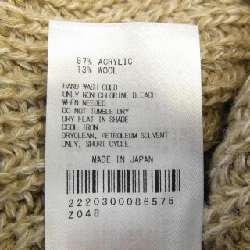 87% ACRYLIC
13% WOOL
HAND WASH COLD
ONLY NON CHLORINE BLEACH
WHEN NEEDED
DO NOT TUMBLE DRY
DRY FLAT IN SHADE
COOL IRON
DRYCLEAN, PETROLEUM SOLVENT
ONLY, SHORT CYCLE
MADE IN JAPAN
2220300086576
Z048